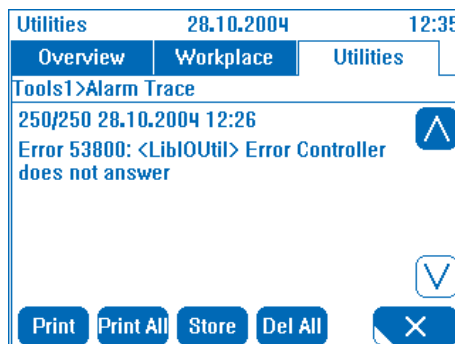 Utilities 28.10.2004 12:35
Overview Workplace Utilities
Tools1>Alarm Trace
250/250 28.10.2004 12:26
Error 53800: <LibIOUtil> Error Controller
does not answer
Print Print All Store Del All